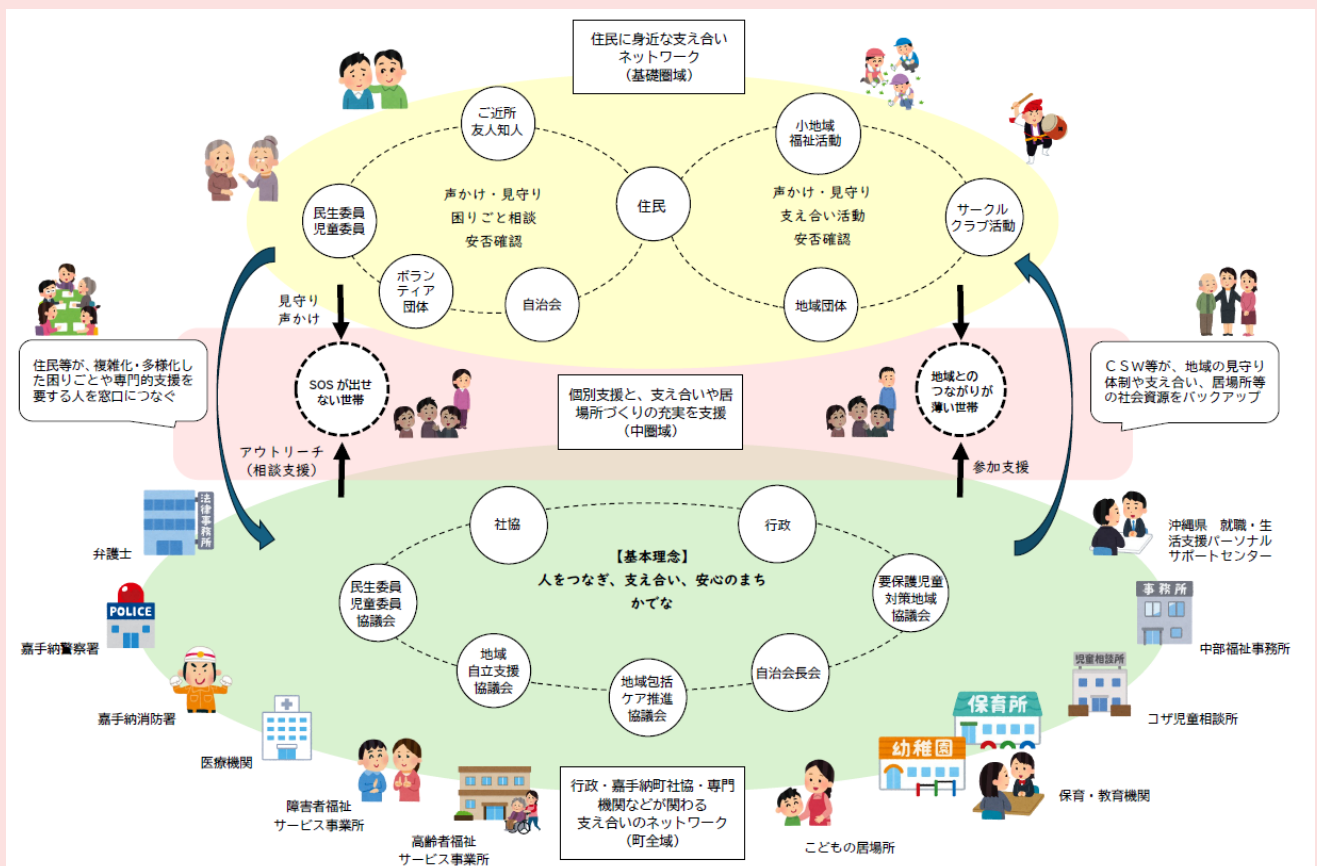 住民に身近な支え合い
ネットワーク
（基礎圏域）
ご近所
友人知人
小地域
福祉活動
民生委員
児童委員
声かけ・見守り
困りごと相談
安否確認
住民
声かけ・見守り
支え合い活動
安否確認
サークル
クラブ活動
ボラン
ティア
団体
自治会
地域団体
見守り
声かけ
住民等が、複雑化・多様化し
た困りごとや専門的支援を
要する人を窓口につなぐ
SOS が出せ
ない世帯
個別支援と、支え合いや居
場所づくりの充実を支援
（中圏域）
地域との
つながりが
薄い世帯
ＣＳＷ等が、地域の見守り
体制や支え合い、居場所等
の社会資源をバックアップ
アウトリーチ
（相談支援）
参加支援
社協
行政
【基本理念】
人をつなぎ、支え合い、安心のまち
かでな
民生委員
児童委員
協議会
要保護児童
対策地域
協議会
地域
自立支援
協議会
地域包括
ケア推進
協議会
自治会長会
法律事務所
弁護士
POLICE
嘉手納警察署
嘉手納消防署
医療機関
障害者福祉
サービス事業所
高齢者福祉
サービス事業所
行政・嘉手納町社協・専門
機関などが関わる
支え合いのネットワーク
（町全域）
こどもの居場所
保育所
幼稚園
保育・教育機関
児童相談所
コザ児童相談所
事務所
中部福祉事務所
沖縄県　就職・生
活支援パーソナル
サポートセンター